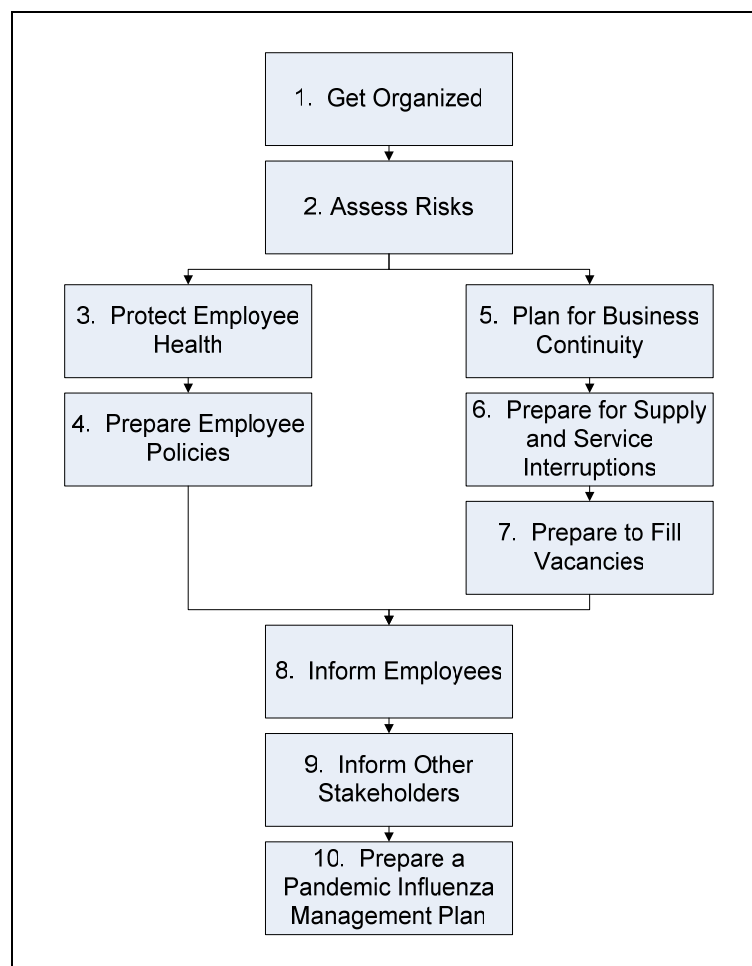 1. Get Organized
2. Assess Risks
3. Protect Employee
Health
4. Prepare Employee
Policies
5. Plan for Business
Continuity
6. Prepare for Supply
and Service
Interruptions
7. Prepare to Fill
Vacancies
8. Inform Employees
9. Inform Other
Stakeholders
10. Prepare a
Pandemic Influenza
Management Plan